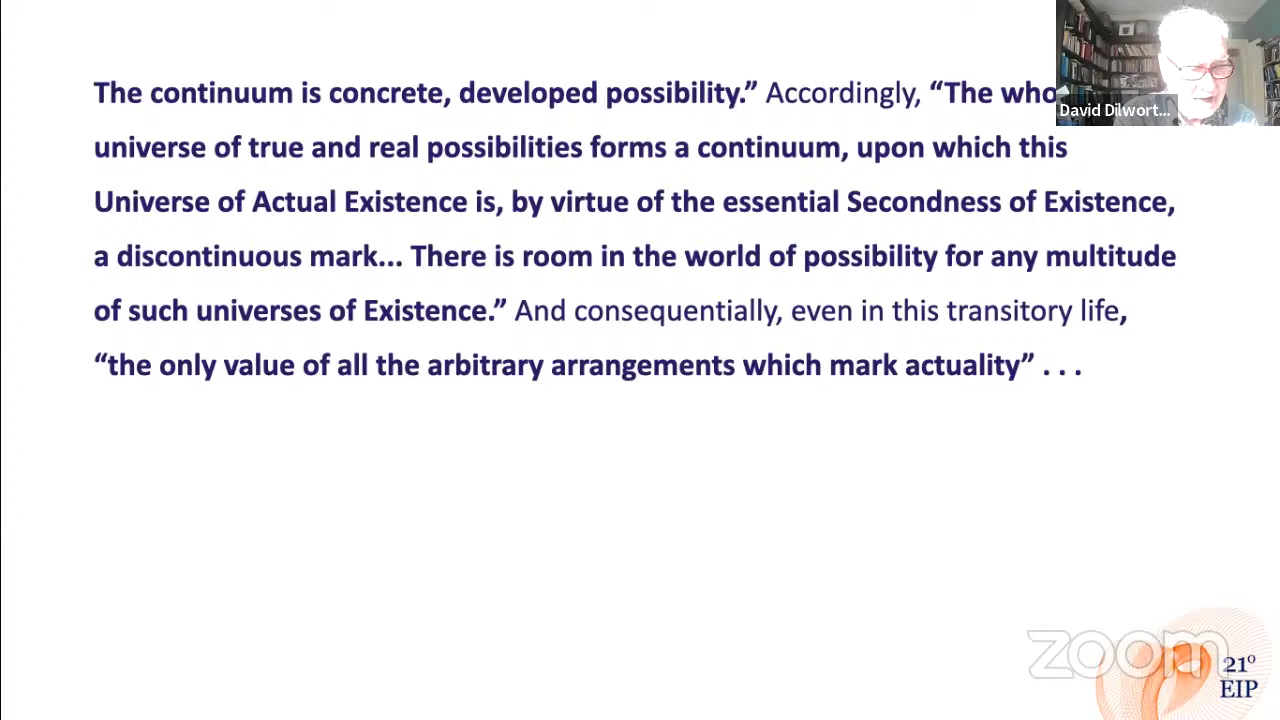 The continuum is concrete, developed possibility.” Accordingly, “The who
David Dilwort...
universe of true and real possibilities forms a continuum, upon which this
Universe of Actual Existence is, by virtue of the essential Secondness of Existence,
a discontinuous mark... There is room in the world of possibility for any multitude
of such universes of Existence.” And consequentially, even in this transitory life,
“the only value of all the arbitrary arrangements which mark actuality” . . .
zoom
21º
EIP